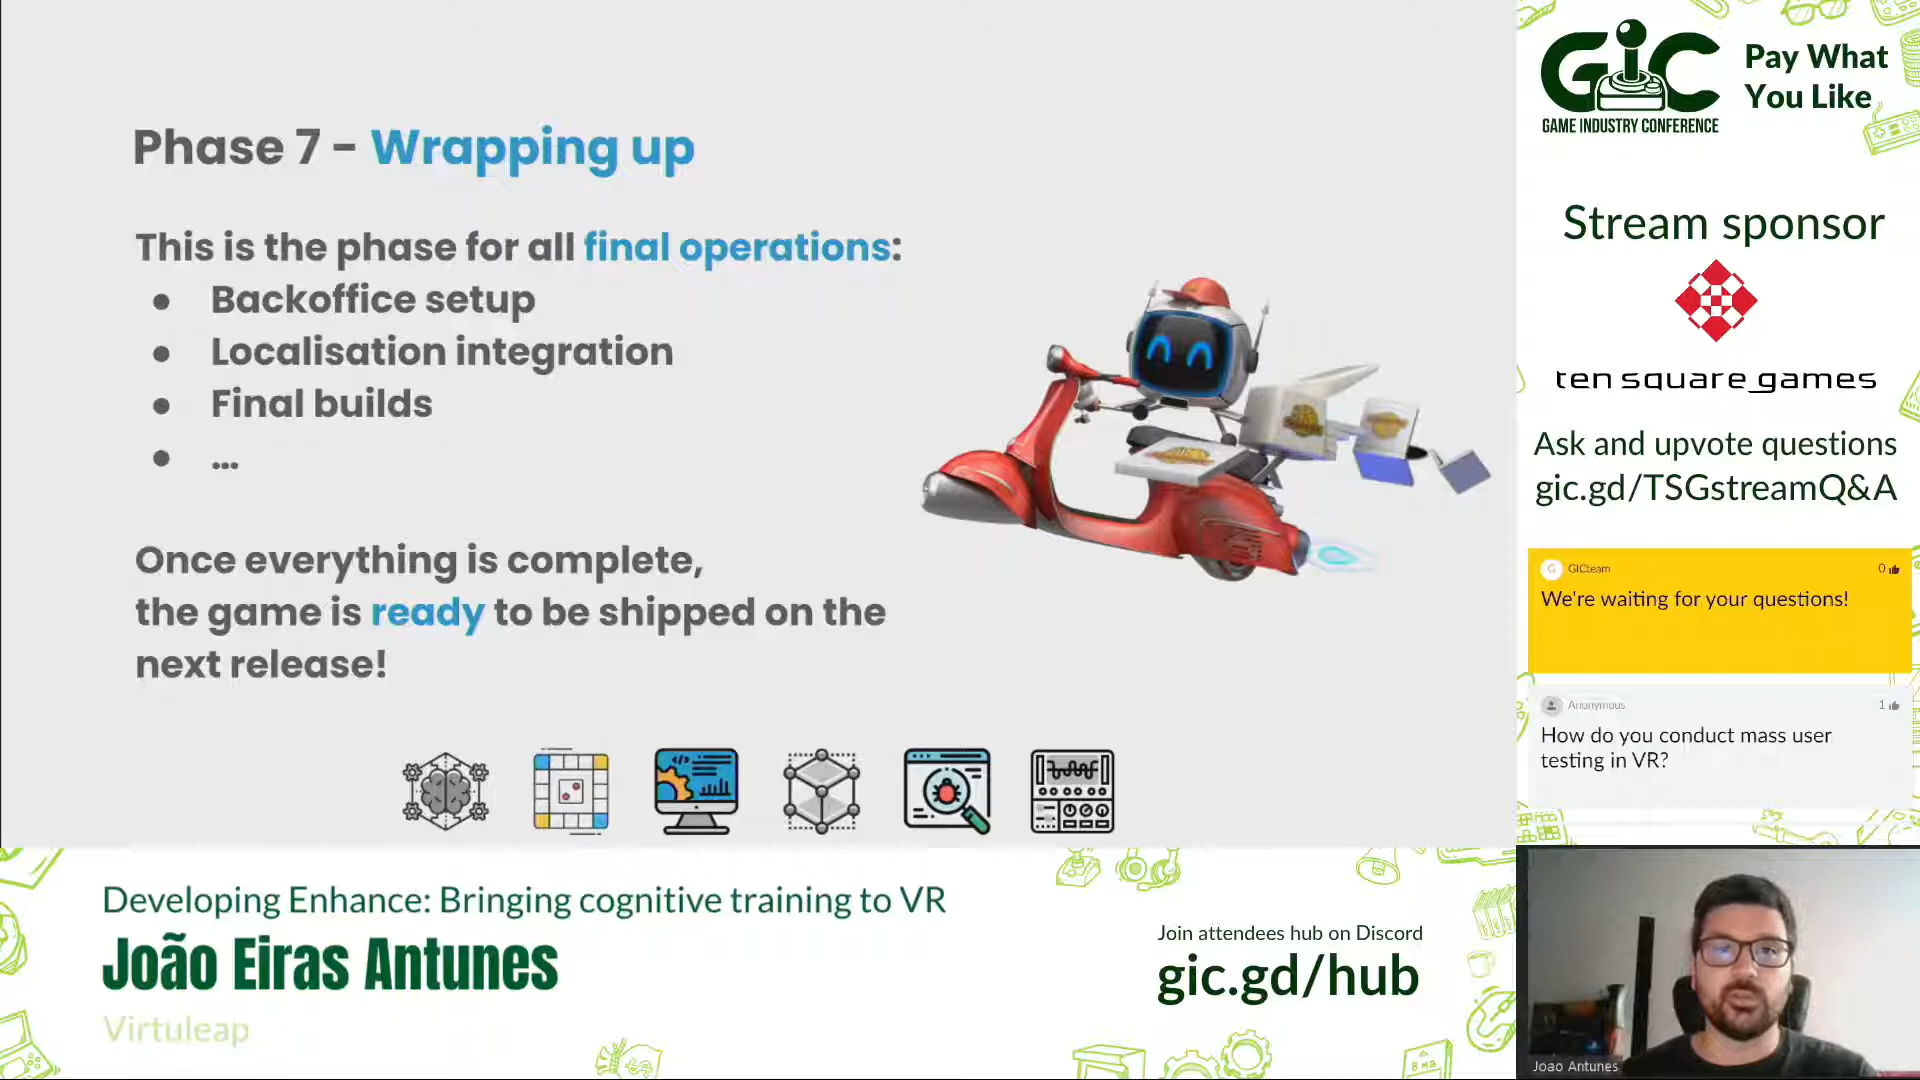 Phase 7 - Wrapping up
This is the phase for all final operations:
● Backoffice setup
● Localisation integration
● Final builds
● ...
Once everything is complete,
the game is ready to be shipped on the
next release!
GIC
GAME INDUSTRY CONFERENCE
Pay What
You Like
Stream sponsor
ten square games
Ask and upvote questions
gic.gd/TSGstreamQ&A
G GICteam 0
We're waiting for your questions!
Anonymous 1
How do you conduct mass user
testing in VR?
Developing Enhance: Bringing cognitive training to VR
João Eiras Antunes
Virtuleap
Join attendees hub on Discord
gic.gd/hub
Joao Antunes